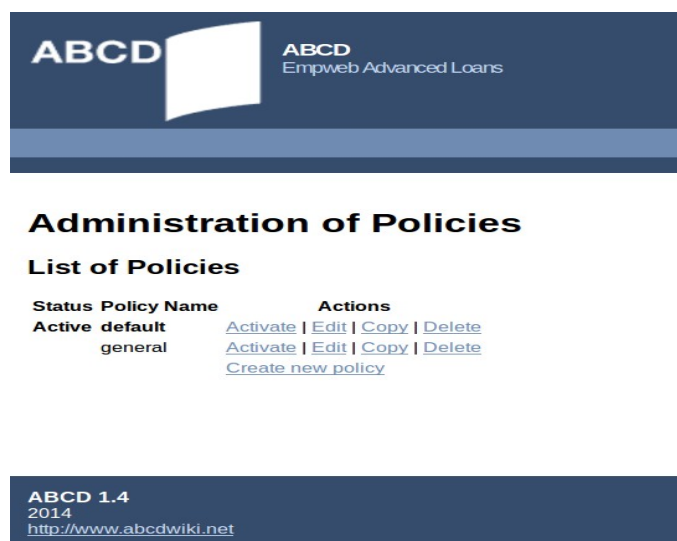 ABCD
ABCD
Empweb Advanced Loans
Administration of Policies
List of Policies
Status Policy Name Actions
Active default Activate | Edit | Copy | Delete
general Activate | Edit | Copy | Delete
Create new policy
ABCD 1.4
2014
http://www.abcdwiki.net